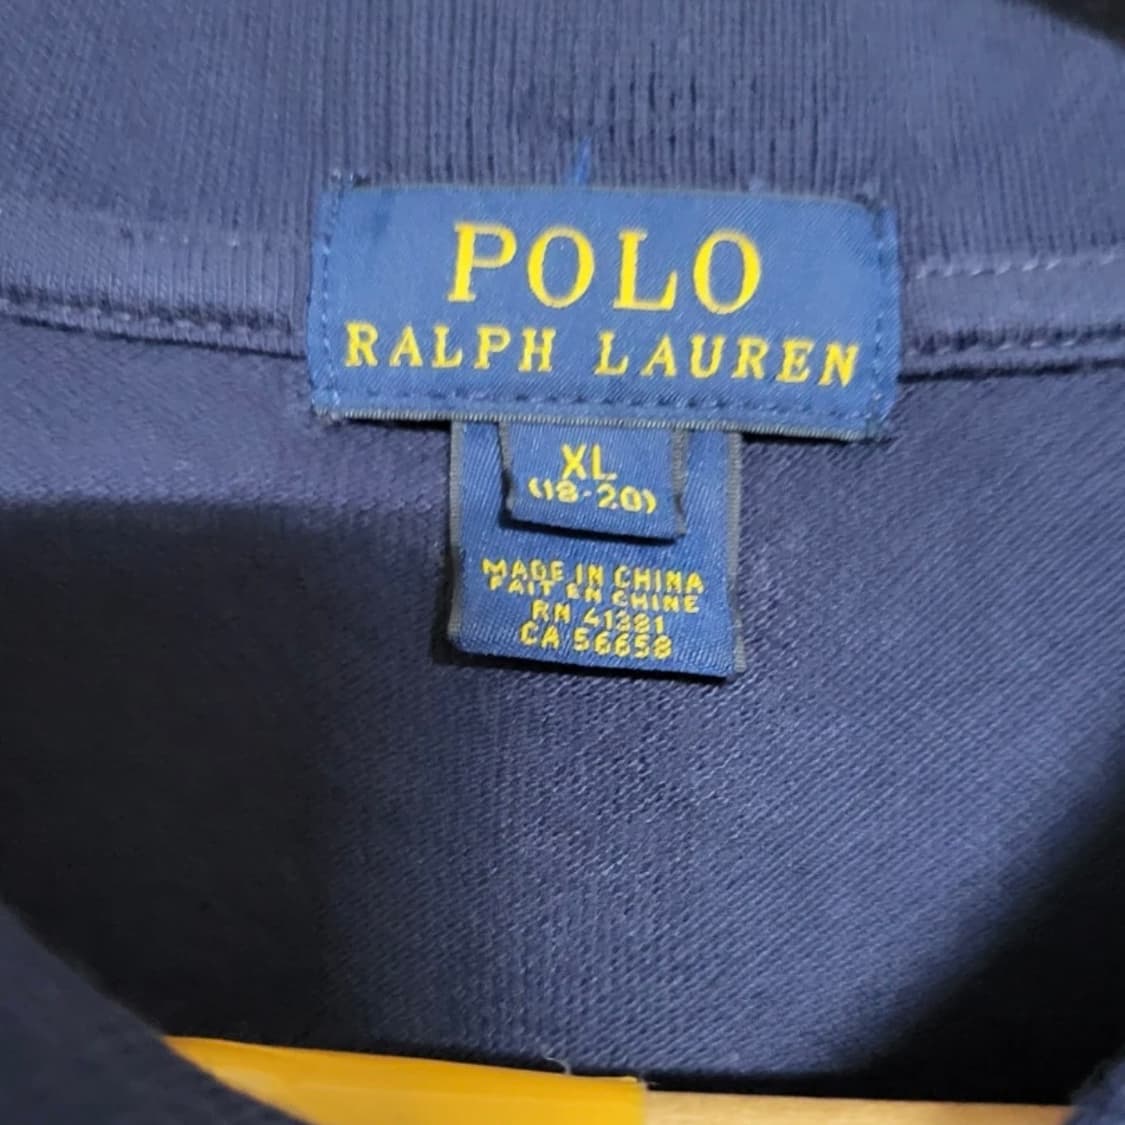 POLO
RALPH LAUREN
XL
(18-20)
MADE IN CHINA
FAIT EN CHINE
RN 41381
CA 56658